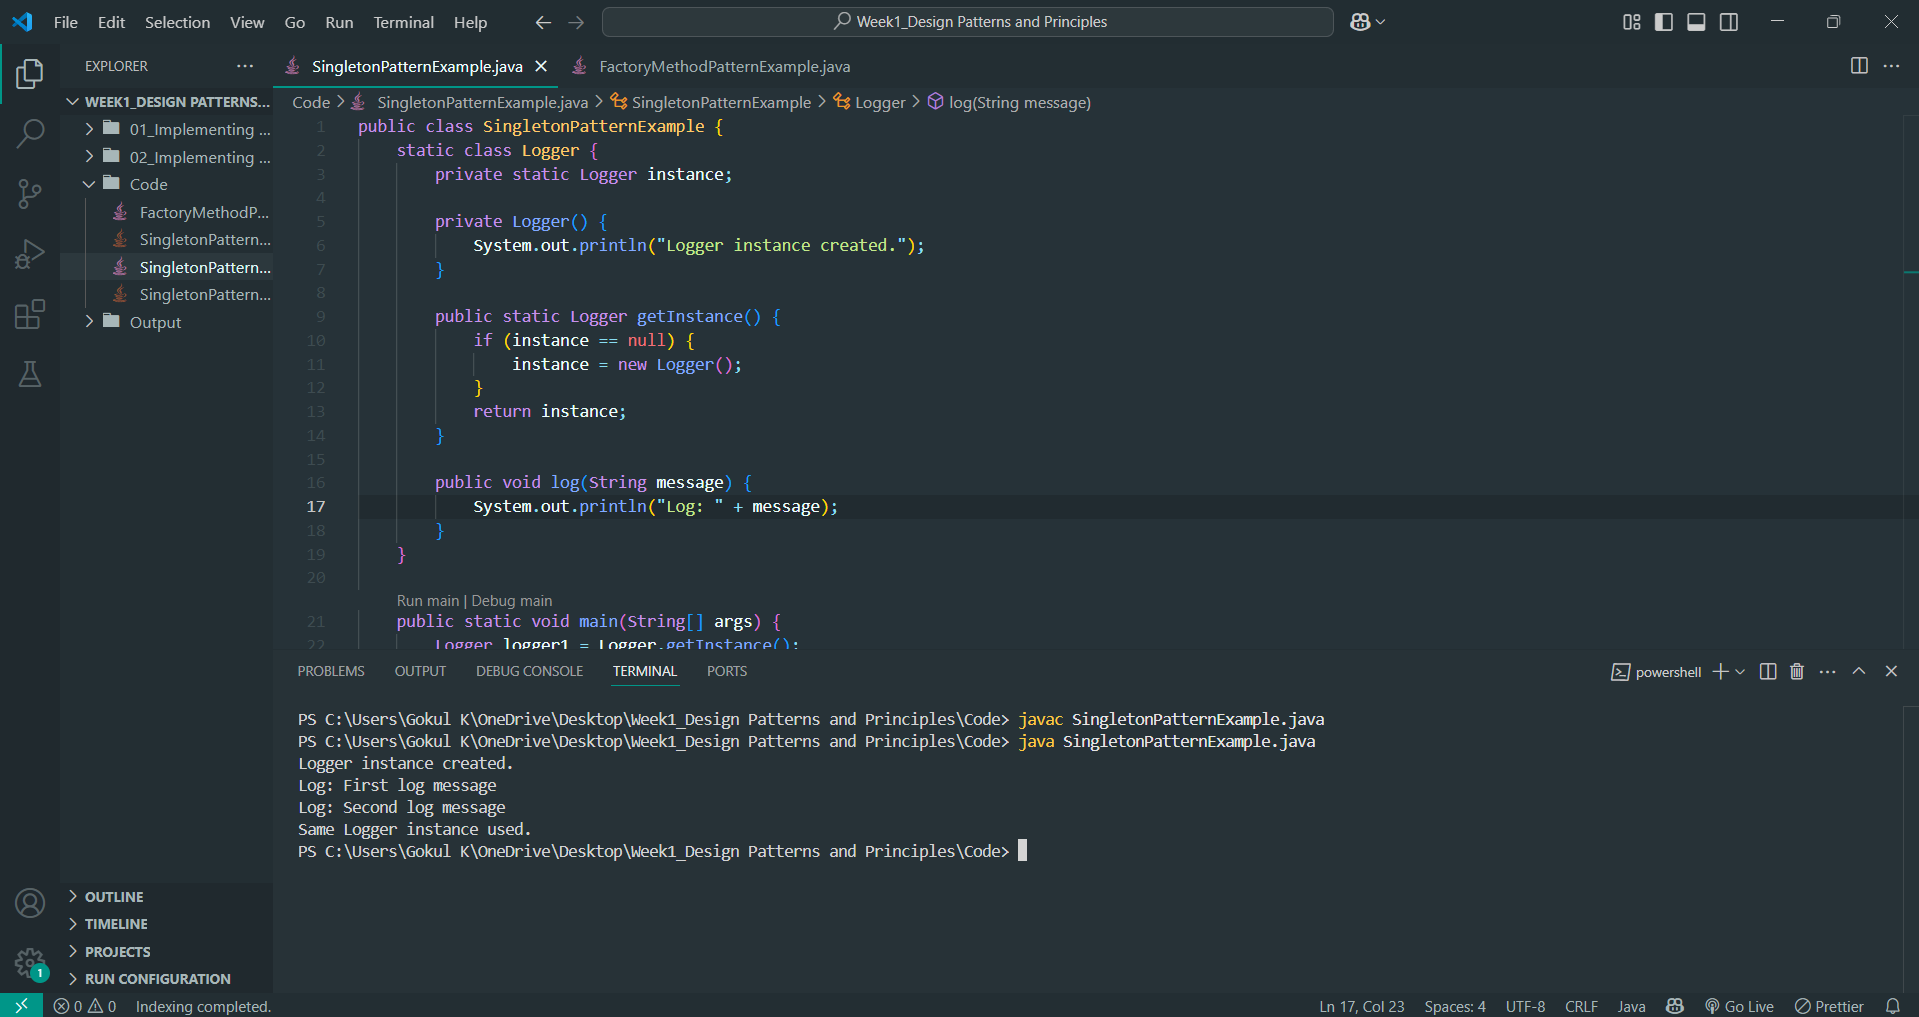 File Edit Selection View Go Run Terminal Help
Week1_Design Patterns and Principles
EXPLORER
SingletonPatternExample.java
FactoryMethodPatternExample.java
WEEK1_DESIGN PATTERNS...
01_Implementing ...
02_Implementing ...
Code
FactoryMethodP...
SingletonPattern...
SingletonPattern...
SingletonPattern...
Output
OUTLINE
TIMELINE
PROJECTS
RUN CONFIGURATION
Code > SingletonPatternExample.java > SingletonPatternExample > Logger > log(String message)
1 public class SingletonPatternExample {
2 static class Logger {
3 private static Logger instance;
4
5 private Logger() {
6 System.out.println("Logger instance created.");
7 }
8
9 public static Logger getInstance() {
10 if (instance == null) {
11 instance = new Logger();
12 }
13 return instance;
14 }
15
16 public void log(String message) {
17 System.out.println("Log: " + message);
18 }
19 }
20
Run main | Debug main
21 public static void main(String[] args) {
22 Logger logger1 = Logger.getInstance();
PROBLEMS OUTPUT DEBUG CONSOLE TERMINAL PORTS
powershell
PS C:\Users\Gokul K\OneDrive\Desktop\Week1_Design Patterns and Principles\Code> javac SingletonPatternExample.java
PS C:\Users\Gokul K\OneDrive\Desktop\Week1_Design Patterns and Principles\Code> java SingletonPatternExample.java
Logger instance created.
Log: First log message
Log: Second log message
Same Logger instance used.
PS C:\Users\Gokul K\OneDrive\Desktop\Week1_Design Patterns and Principles\Code>
1
0 0 Indexing completed.
Ln 17, Col 23 Spaces: 4 UTF-8 CRLF Java Go Live Prettier